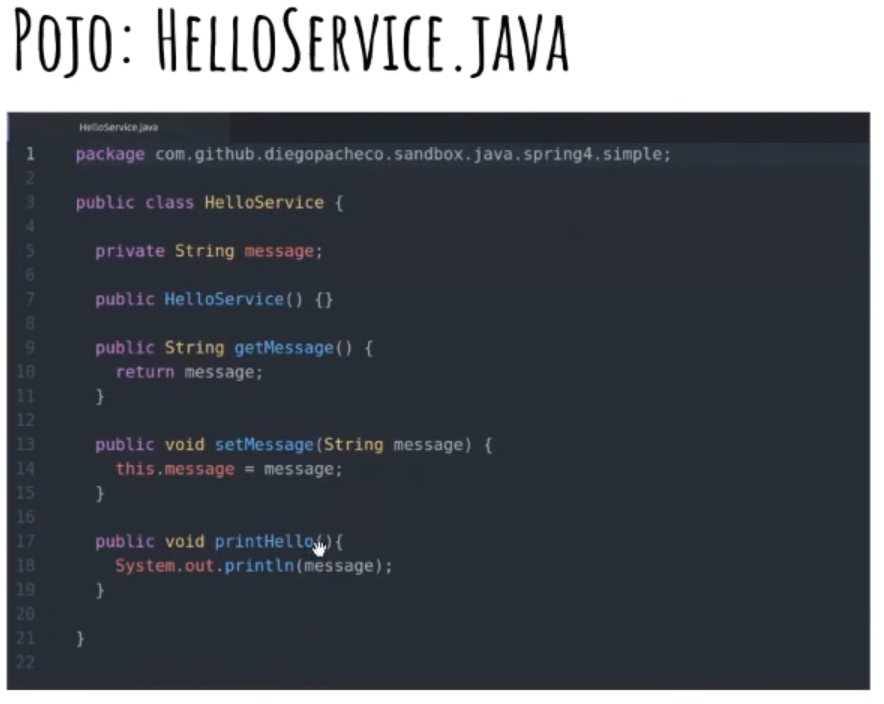 Pojo: HelloService.java
HelloService.java
1 package com.github.diegopacheco.sandbox.java.spring4.simple;
2
3 public class HelloService {
4
5   private String message;
6
7   public HelloService() {}
8
9   public String getMessage() {
10     return message;
11   }
12
13   public void setMessage(String message) {
14     this.message = message;
15   }
16
17   public void printHello(){
18     System.out.println(message);
19   }
20
21 }
22